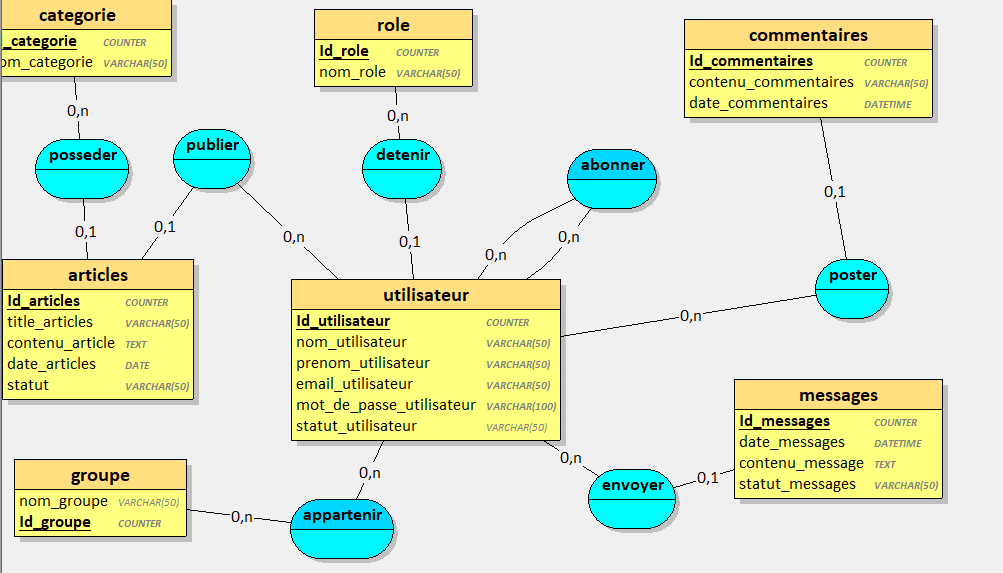 categorie
_categorie COUNTER
om_categorie VARCHAR(50)
role
Id_role COUNTER
nom_role VARCHAR(50)
commentaires
Id_commentaires COUNTER
contenu_commentaires VARCHAR(50)
date_commentaires DATETIME
0,n
0,n
posseder
publier
detenir
abonner
0,1
0,1
0,1
0,n
0,1
0,n
0,n
0,n
poster
articles
Id_articles COUNTER
title_articles VARCHAR(50)
contenu_article TEXT
date_articles DATE
statut VARCHAR(50)
utilisateur
Id_utilisateur COUNTER
nom_utilisateur VARCHAR(50)
prenom_utilisateur VARCHAR(50)
email_utilisateur VARCHAR(50)
mot_de_passe_utilisateur VARCHAR(100)
statut_utilisateur VARCHAR(50)
messages
Id_messages COUNTER
date_messages DATETIME
contenu_message TEXT
statut_messages VARCHAR(50)
0,n
0,n
0,1
groupe
nom_groupe VARCHAR(50)
Id_groupe COUNTER
0,n
appartenir
envoyer